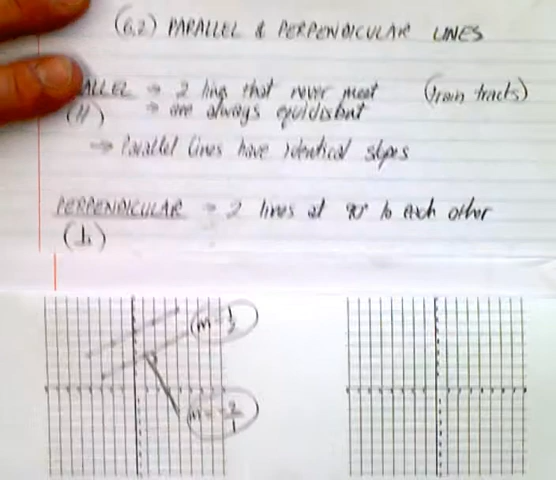 (6.2) PARALLEL & PERPENDICULAR LINES
ALLEL → 2 lines that never meet (train tracks)
(//) → are always equidistant
→ Parallel lines have identical slopes
PERPENDICULAR → 2 lines at 90° to each other
(⊥)
m = 1/2
m = -2/1